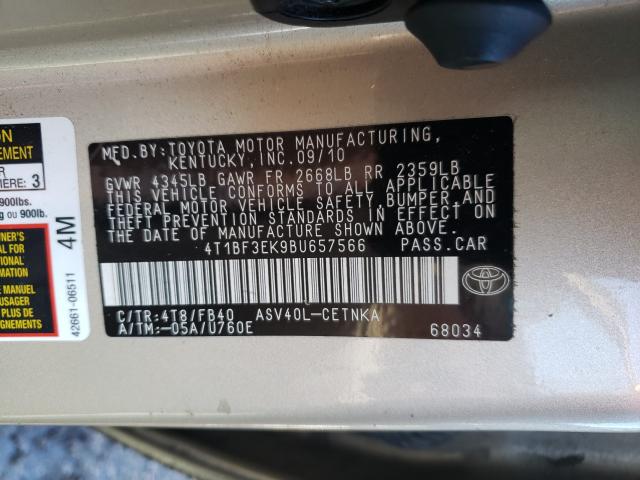 ON
EMENT
R
IÈRE: 3
900lbs.
g ou 900lb.
4M
NER'S
AL FOR
TIONAL
TION
E MANUEL
USAGER
S PLUS DE
GNEMENTS
42661-06511
MFD.BY: TOYOTA MOTOR MANUFACTURING,
KENTUCKY, INC.09/10
GVWR 4345LB GAWR FR 2668LB RR 2359LB
THIS VEHICLE CONFORMS TO ALL APPLICABLE
FEDERAL MOTOR VEHICLE SAFETY, BUMPER, AND
THEFT PREVENTION STANDARDS IN EFFECT ON
THE DATE OF MANUFACTURE SHOWN ABOVE.
4T1BF3EK9BU657566 PASS.CAR
C/TR:4T8/FB40 ASV40L-CETNKA
A/TM:-05A/U760E 68034